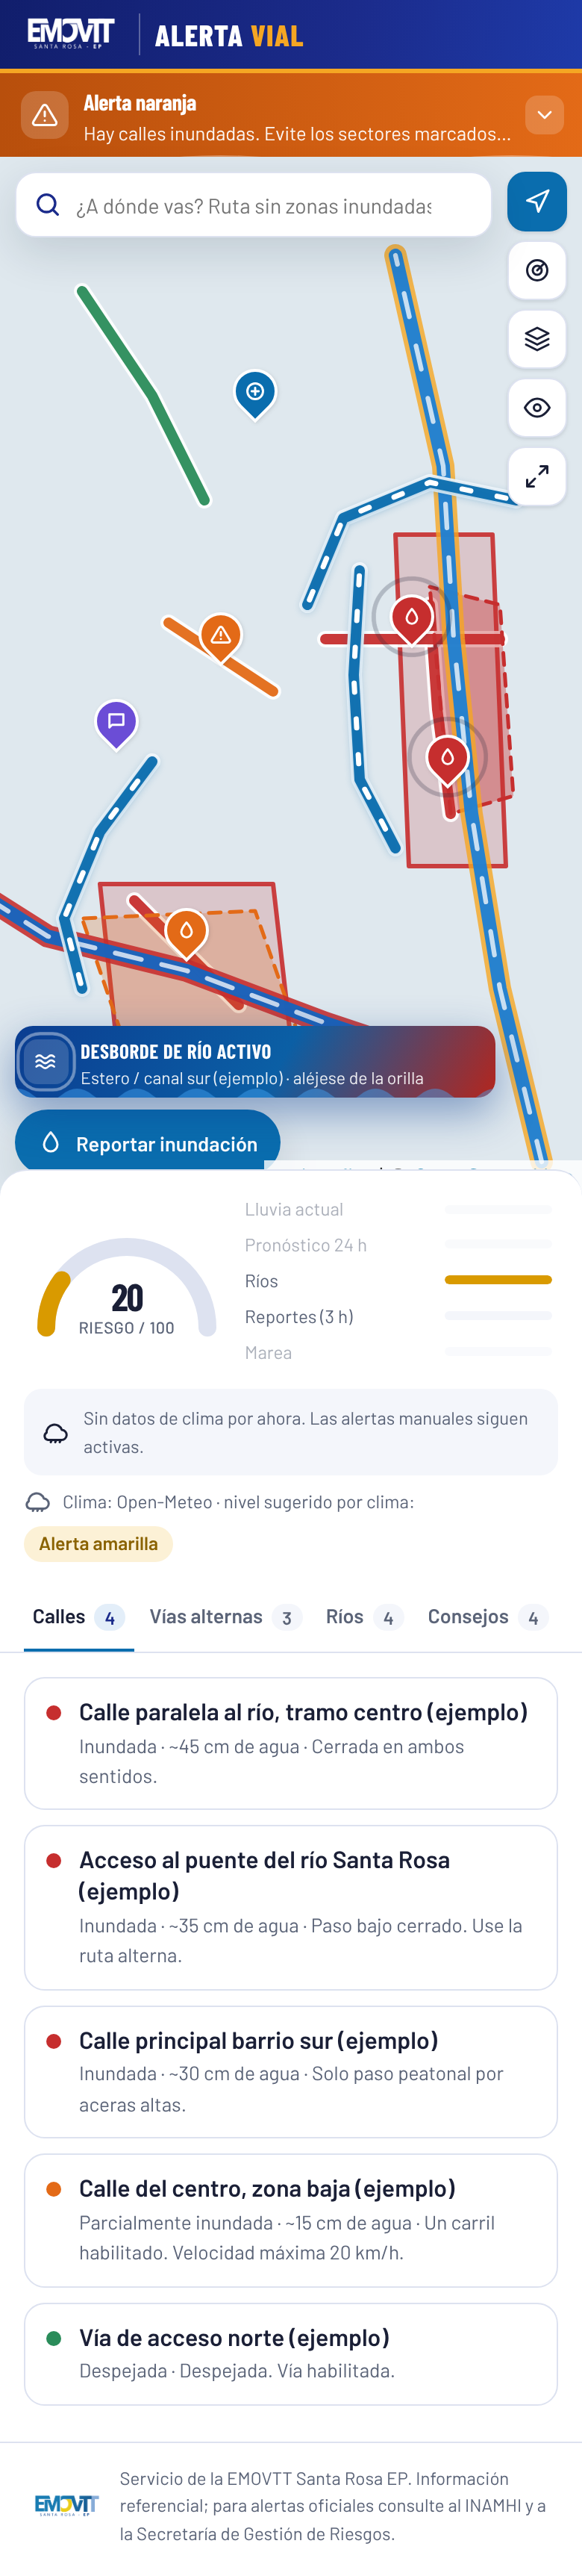 EMOVTT
SANTA ROSA - EP
ALERTA VIAL
Alerta naranja
Hay calles inundadas. Evite los sectores marcados...
¿A dónde vas? Ruta sin zonas inundadas
DESBORDE DE RÍO ACTIVO
Estero / canal sur (ejemplo) · aléjese de la orilla
Reportar inundación
Lluvia actual
Pronóstico 24 h
Ríos
Reportes (3 h)
Marea
20
RIESGO / 100
Sin datos de clima por ahora. Las alertas manuales siguen
activas.
Clima: Open-Meteo · nivel sugerido por clima:
Alerta amarilla
Calles 4 Vías alternas 3 Ríos 4 Consejos 4
Calle paralela al río, tramo centro (ejemplo)
Inundada · ~45 cm de agua · Cerrada en ambos
sentidos.
Acceso al puente del río Santa Rosa
(ejemplo)
Inundada · ~35 cm de agua · Paso bajo cerrado. Use la
ruta alterna.
Calle principal barrio sur (ejemplo)
Inundada · ~30 cm de agua · Solo paso peatonal por
aceras altas.
Calle del centro, zona baja (ejemplo)
Parcialmente inundada · ~15 cm de agua · Un carril
habilitado. Velocidad máxima 20 km/h.
Vía de acceso norte (ejemplo)
Despejada · Despejada. Vía habilitada.
EMOVTT
SANTA ROSA - EP
Servicio de la EMOVTT Santa Rosa EP. Información
referencial; para alertas oficiales consulte al INAMHI y a
la Secretaría de Gestión de Riesgos.